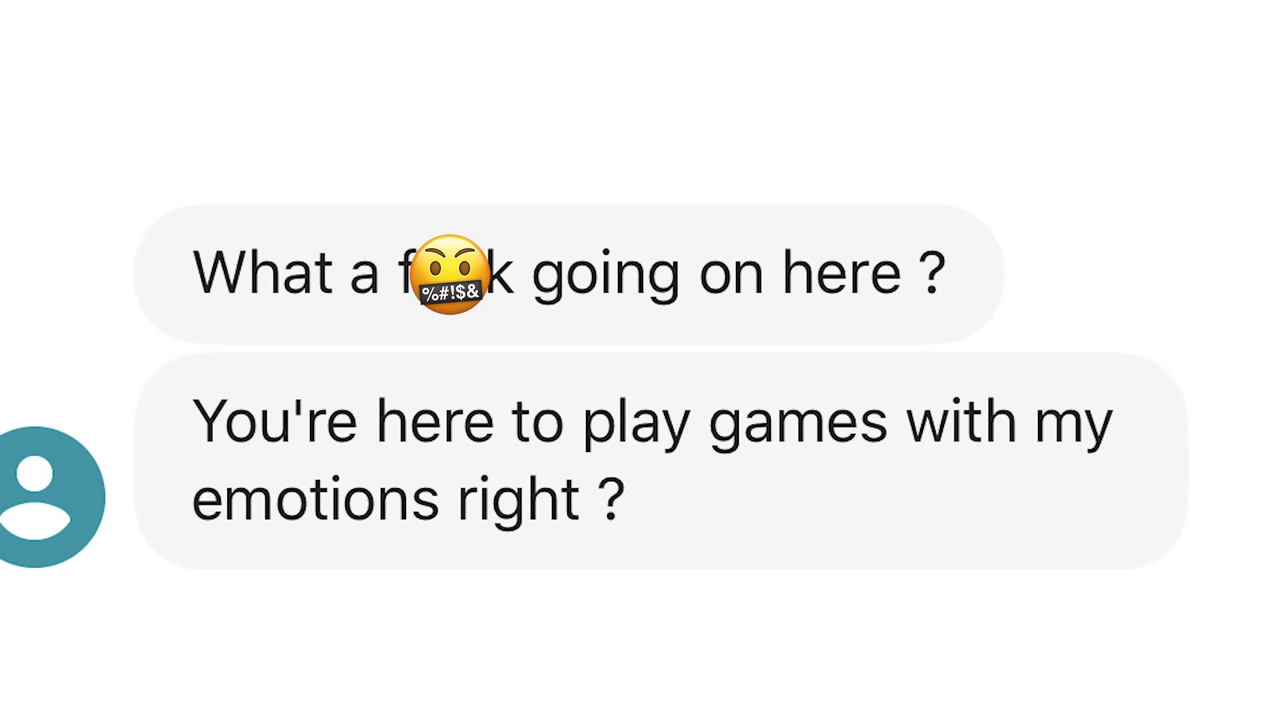 What a f🤬k going on here ?
You're here to play games with my
emotions right ?